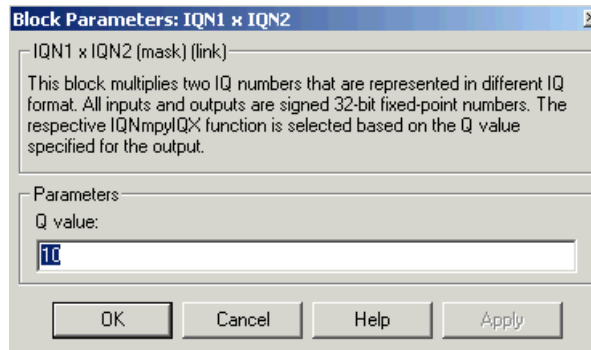 Block Parameters: IQN1 x IQN2
IQN1 x IQN2 (mask) (link)
This block multiplies two IQ numbers that are represented in different IQ
format. All inputs and outputs are signed 32-bit fixed-point numbers. The
respective IQNmpyIQX function is selected based on the Q value
specified for the output.
Parameters
Q value:
10
OK Cancel Help Apply